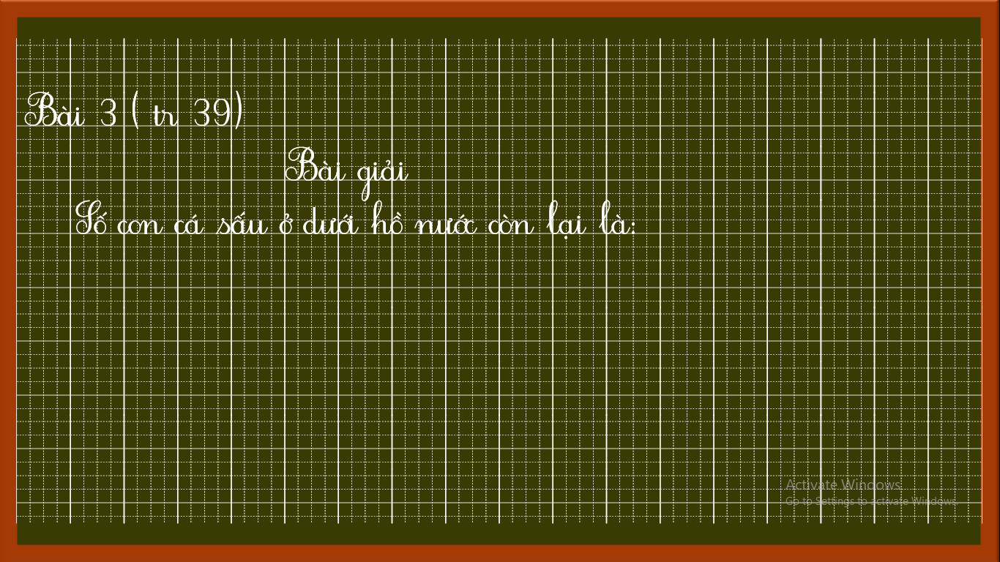 Bài 3 ( tr 39)
Bài giải
Số con cá sấu ở dưới hồ nước còn lại là:
Activate Windows
Go to Settings to activate Windows.